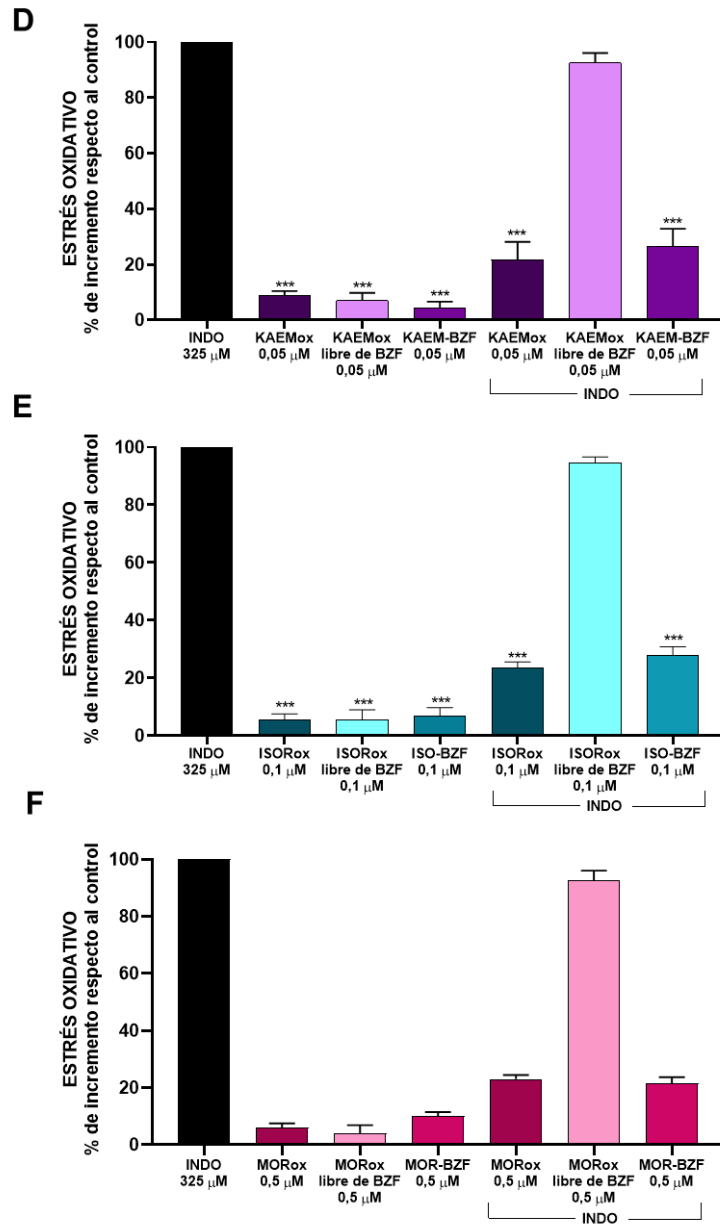 D
ESTRÉS OXIDATIVO
% de incremento respecto al control
100
80
60
40
20
0
*** *** *** *** ***
INDO KAEMox KAEMox KAEM-BZF KAEMox KAEMox KAEM-BZF
325 μM 0,05 μM libre de BZF 0,05 μM 0,05 μM libre de BZF 0,05 μM
0,05 μM 0,05 μM
INDO
E
ESTRÉS OXIDATIVO
% de incremento respecto al control
100
80
60
40
20
0
*** *** *** *** ***
INDO ISORox ISORox ISO-BZF ISORox ISORox ISO-BZF
325 μM 0,1 μM libre de BZF 0,1 μM 0,1 μM libre de BZF 0,1 μM
0,1 μM 0,1 μM
INDO
F
ESTRÉS OXIDATIVO
% de incremento respecto al control
100
80
60
40
20
0
INDO MORox MORox MOR-BZF MORox MORox MOR-BZF
325 μM 0,5 μM libre de BZF 0,5 μM 0,5 μM libre de BZF 0,5 μM
0,5 μM 0,5 μM
INDO